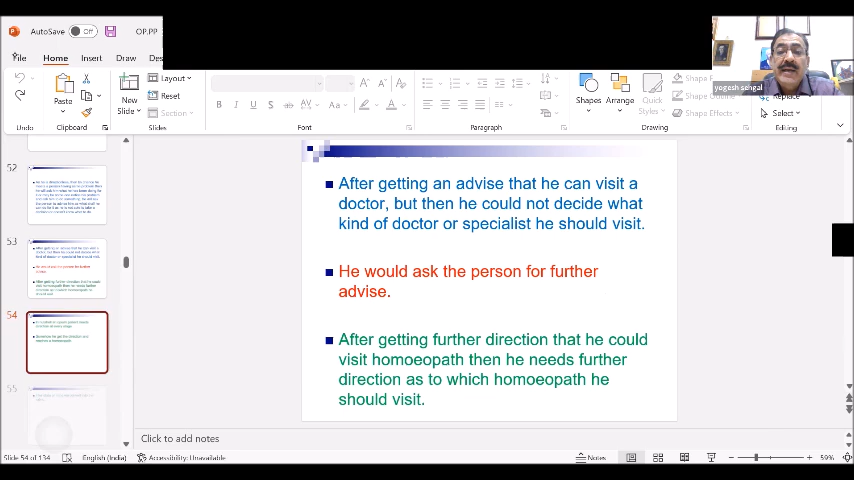 AutoSave
Off
OP.PP
yogesh sehgal
File
Home
Insert
Draw
Des
Paste
New
Slide
Layout
Reset
Section
Shapes
Arrange
Quick
Styles
Shape Outline
Shape Effects
Replace
Select
Undo
Clipboard
Slides
Font
Paragraph
Drawing
Editing
52
53
54
55
After getting an advise that he can visit a
doctor, but then he could not decide what
kind of doctor or specialist he should visit.
He would ask the person for further
advise.
After getting further direction that he could
visit homoeopath then he needs further
direction as to which homoeopath he
should visit.
Click to add notes
Slide 54 of 134
English (India)
Accessibility: Unavailable
Notes
59%